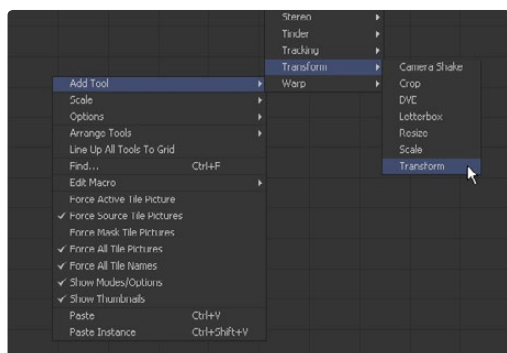 Stereo
Tinder
Tracking
Transform
Warp
Camera Shake
Crop
DVE
Letterbox
Resize
Scale
Transform
Add Tool
Scale
Options
Arrange Tools
Line Up All Tools To Grid
Find... Ctrl+F
Edit Macro
Force Active Tile Picture
Force Source Tile Pictures
Force Mask Tile Pictures
Force All Tile Pictures
Force All Tile Names
Show Modes/Options
Show Thumbnails
Paste Ctrl+V
Paste Instance Ctrl+Shift+V